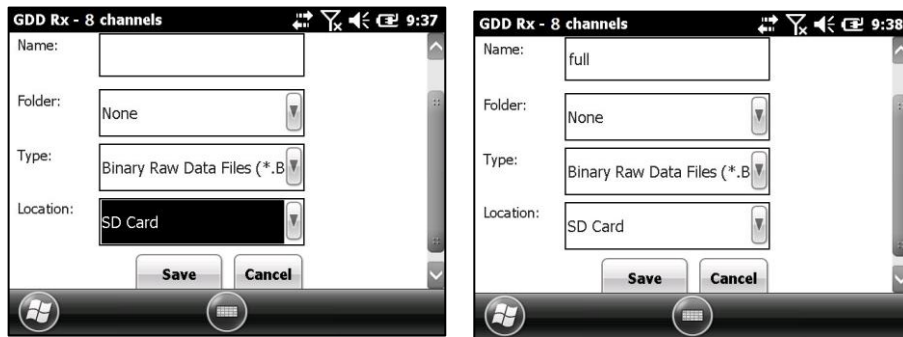 GDD Rx - 8 channels 9:37
Name:
Folder: None
Type: Binary Raw Data Files (*.B
Location: SD Card
Save Cancel
GDD Rx - 8 channels 9:38
Name: full
Folder: None
Type: Binary Raw Data Files (*.B
Location: SD Card
Save Cancel